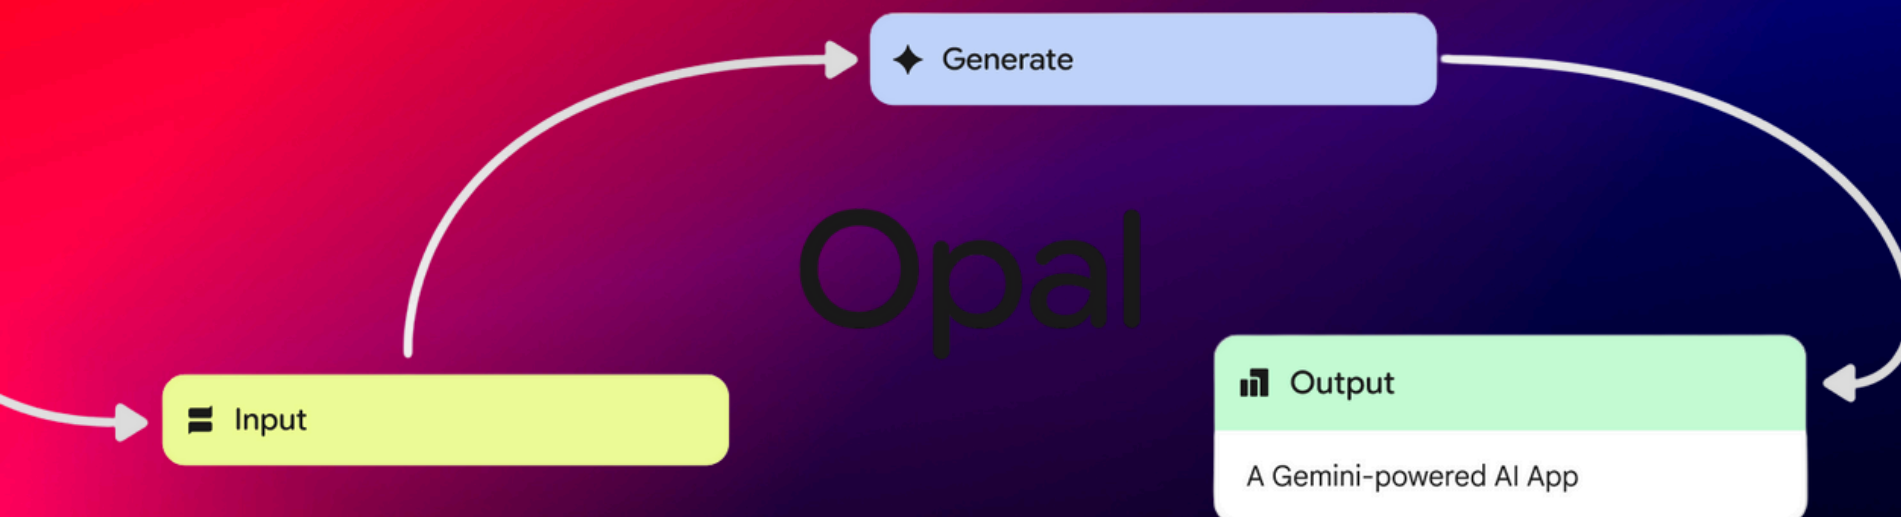 Generate
Opal
Input
Output
A Gemini-powered AI App